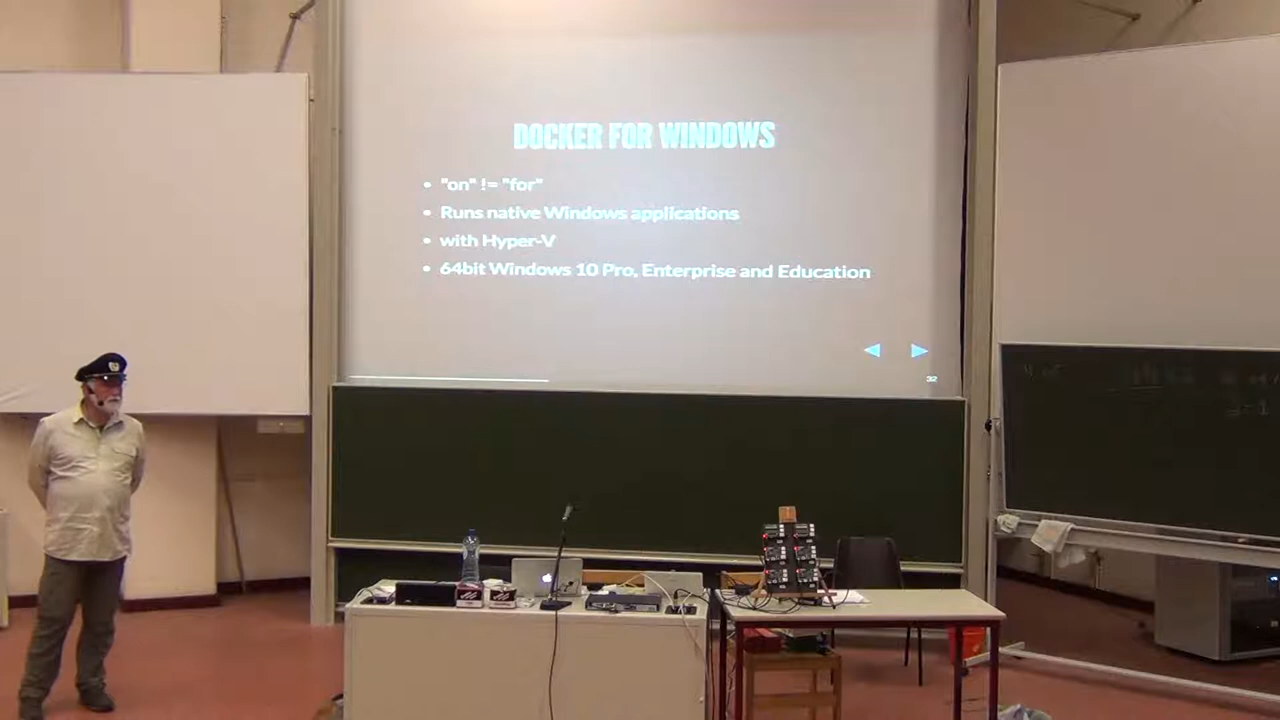 DOCKER FOR WINDOWS
• "on" != "for"
• Runs native Windows applications
• with Hyper-V
• 64bit Windows 10 Pro, Enterprise and Education
32